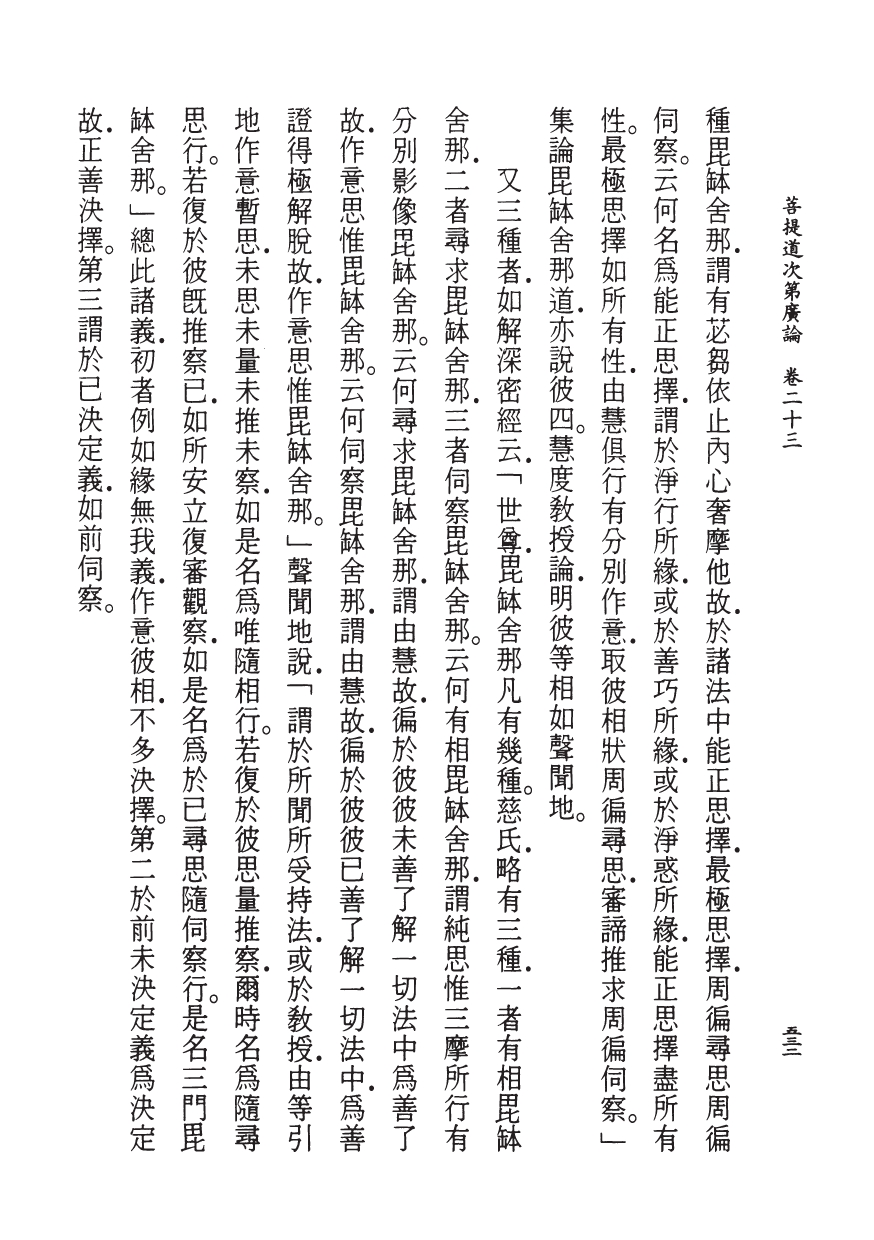 菩提道次第廣論　卷二十三
五三二
種毘缽舍那．謂有苾芻依止內心奢摩他故．於諸法中能正思擇．最極思擇．周徧尋思周徧
伺察。云何名爲能正思擇．謂於淨行所緣．或於善巧所緣．或於淨惑所緣．能正思擇盡所有
性。最極思擇如所有性．由慧俱行有分別作意．取彼相狀周徧尋思．審諦推求周徧伺察。」
集論毘缽舍那道．亦說彼四。慧度教授論．明彼等相如聲聞地。
又三種者．如解深密經云．「世尊．毘缽舍那凡有幾種。慈氏．略有三種．一者有相毘缽
舍那．二者尋求毘缽舍那．三者伺察毘缽舍那。云何有相毘缽舍那．謂純思惟三摩所行有
分別影像毘缽舍那。云何尋求毘缽舍那．謂由慧故．徧於彼彼未善了解一切法中爲善了
故．作意思惟毘缽舍那。云何伺察毘缽舍那．謂由慧故．徧於彼彼已善了解一切法中．爲善
證得極解脫故．作意思惟毘缽舍那。」聲聞地說．「謂於所聞所受持法．或於教授．由等引
地作意暫思．未思未量未推未察．如是名爲唯隨相行。若復於彼思量推察．爾時名爲隨尋
思行。若復於彼旣推察已．如所安立復審觀察．如是名爲於已尋思隨伺察行。是名三門毘
缽舍那。」總此諸義．初者例如緣無我義．作意彼相．不多決擇。第二於前未決定義爲決定
故．正善決擇。第三謂於已決定義．如前伺察。